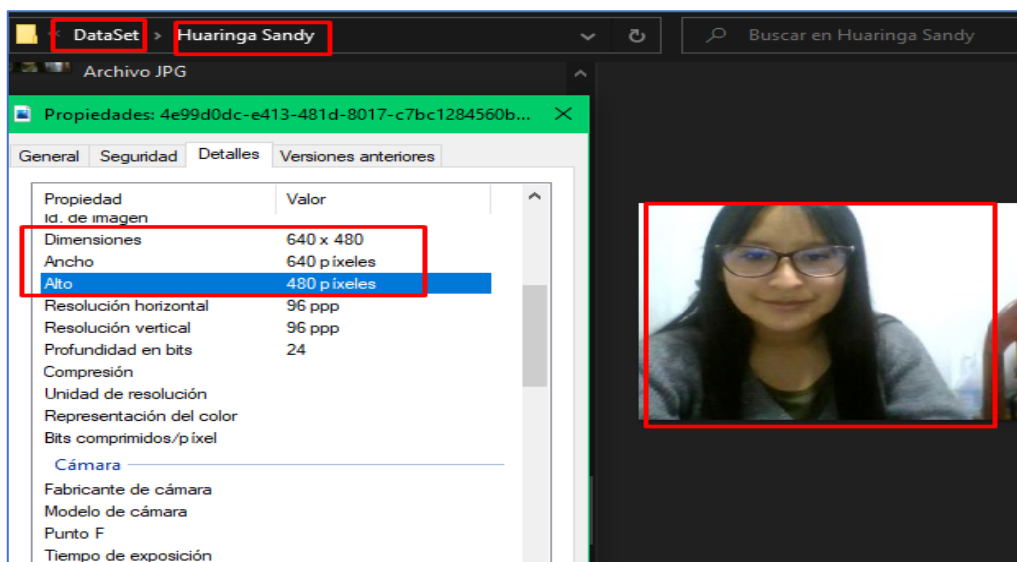 « DataSet > Huaringa Sandy
Buscar en Huaringa Sandy
Archivo JPG
Propiedades: 4e99d0dc-e413-481d-8017-c7bc1284560b...
General Seguridad Detalles Versiones anteriores
Propiedad Valor
Id. de imagen
Dimensiones 640 x 480
Ancho 640 píxeles
Alto 480 píxeles
Resolución horizontal 96 ppp
Resolución vertical 96 ppp
Profundidad en bits 24
Compresión
Unidad de resolución
Representación del color
Bits comprimidos/píxel
Cámara
Fabricante de cámara
Modelo de cámara
Punto F
Tiempo de exposición